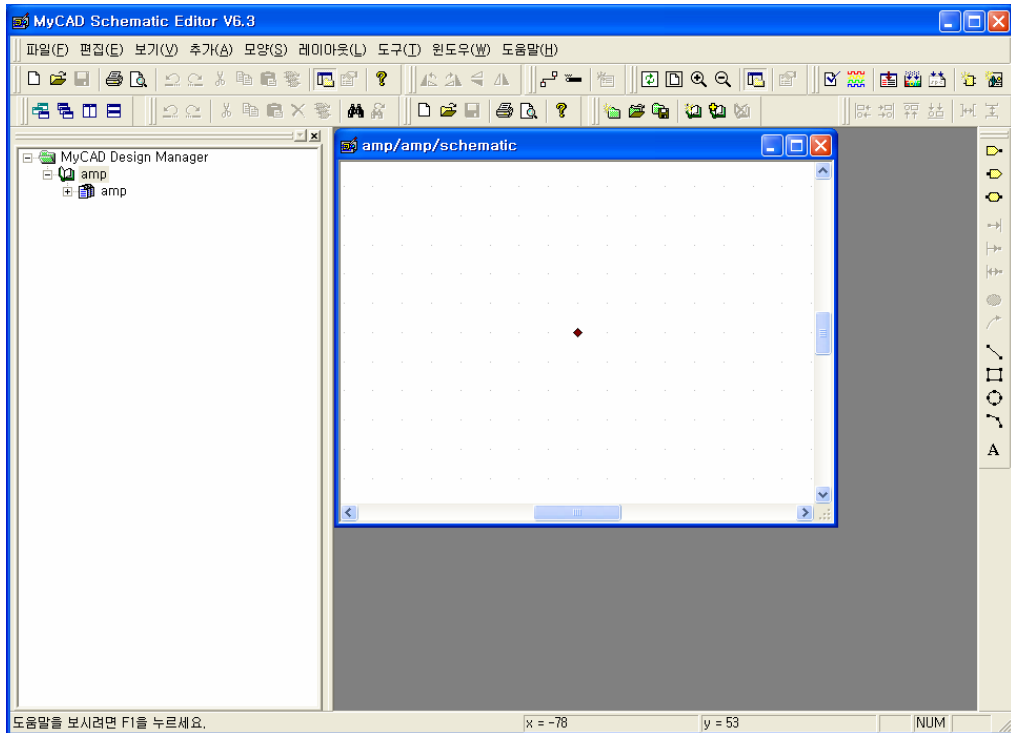 MyCAD Schematic Editor V6.3
파일(F) 편집(E) 보기(V) 추가(A) 모양(S) 레이아웃(L) 도구(T) 윈도우(W) 도움말(H)
MyCAD Design Manager
amp
amp
amp/amp/schematic
A
도움말을 보시려면 F1을 누르세요. x = -78 y = 53 NUM